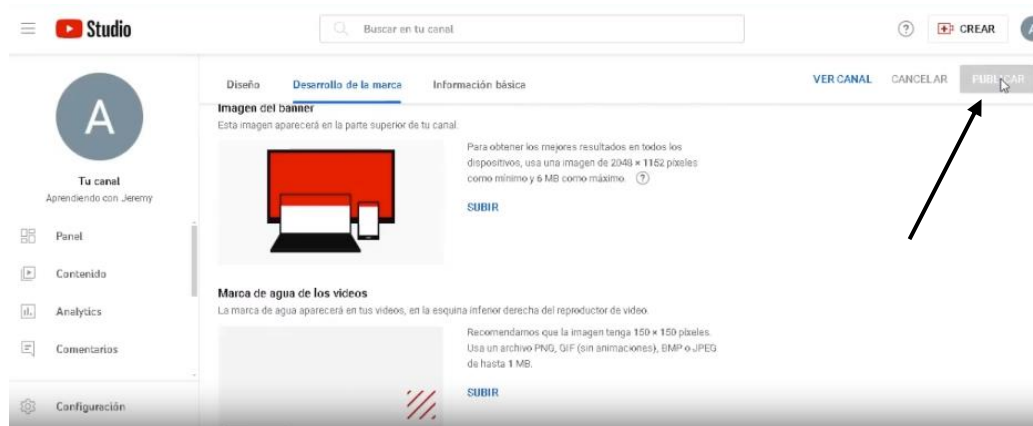 Studio
Buscar en tu canal
CREAR
A
Diseño
Desarrollo de la marca
Información básica
VER CANAL
CANCELAR
PUBLICAR
A
Tu canal
Aprendiendo con Jeremy
Panel
Contenido
Analytics
Comentarios
Configuración
Imagen del banner
Esta imagen aparecerá en la parte superior de tu canal.
Para obtener los mejores resultados en todos los
dispositivos, usa una imagen de 2048 × 1152 píxeles
como mínimo y 6 MB como máximo. ?
SUBIR
Marca de agua de los videos
La marca de agua aparecerá en tus videos, en la esquina inferior derecha del reproductor de video.
Recomendamos que la imagen tenga 150 × 150 píxeles.
Usa un archivo PNG, GIF (sin animaciones), BMP o JPEG
de hasta 1 MB.
SUBIR